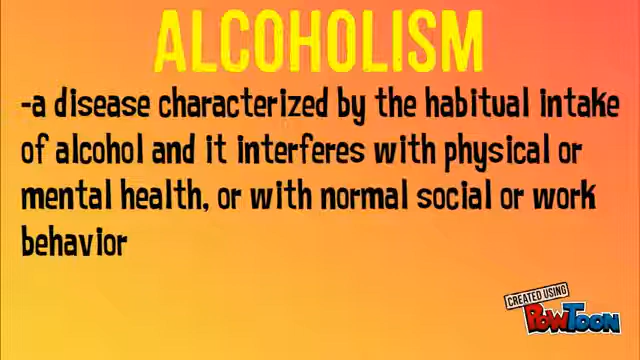 ALCOHOLISM
-a disease characterized by the habitual intake
of alcohol and it interferes with physical or
mental health, or with normal social or work
behavior
CREATED USING
POWTOON